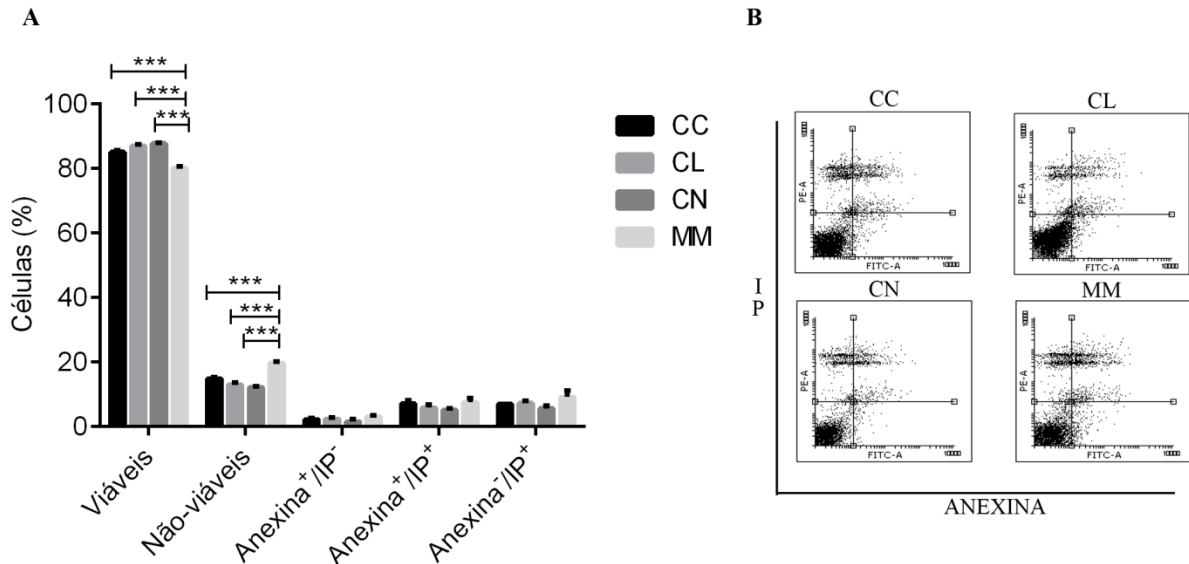 A
B
***
***
***
100
80
60
40
20
0
Células (%)
***
***
***
CC
CL
CN
MM
Viáveis
Não-viáveis
Anexina⁺/IP⁻
Anexina⁺/IP⁺
Anexina⁻/IP⁺
CC
CL
PE-A
FITC-A
PE-A
FITC-A
CN
MM
PE-A
FITC-A
PE-A
FITC-A
I
P
ANEXINA